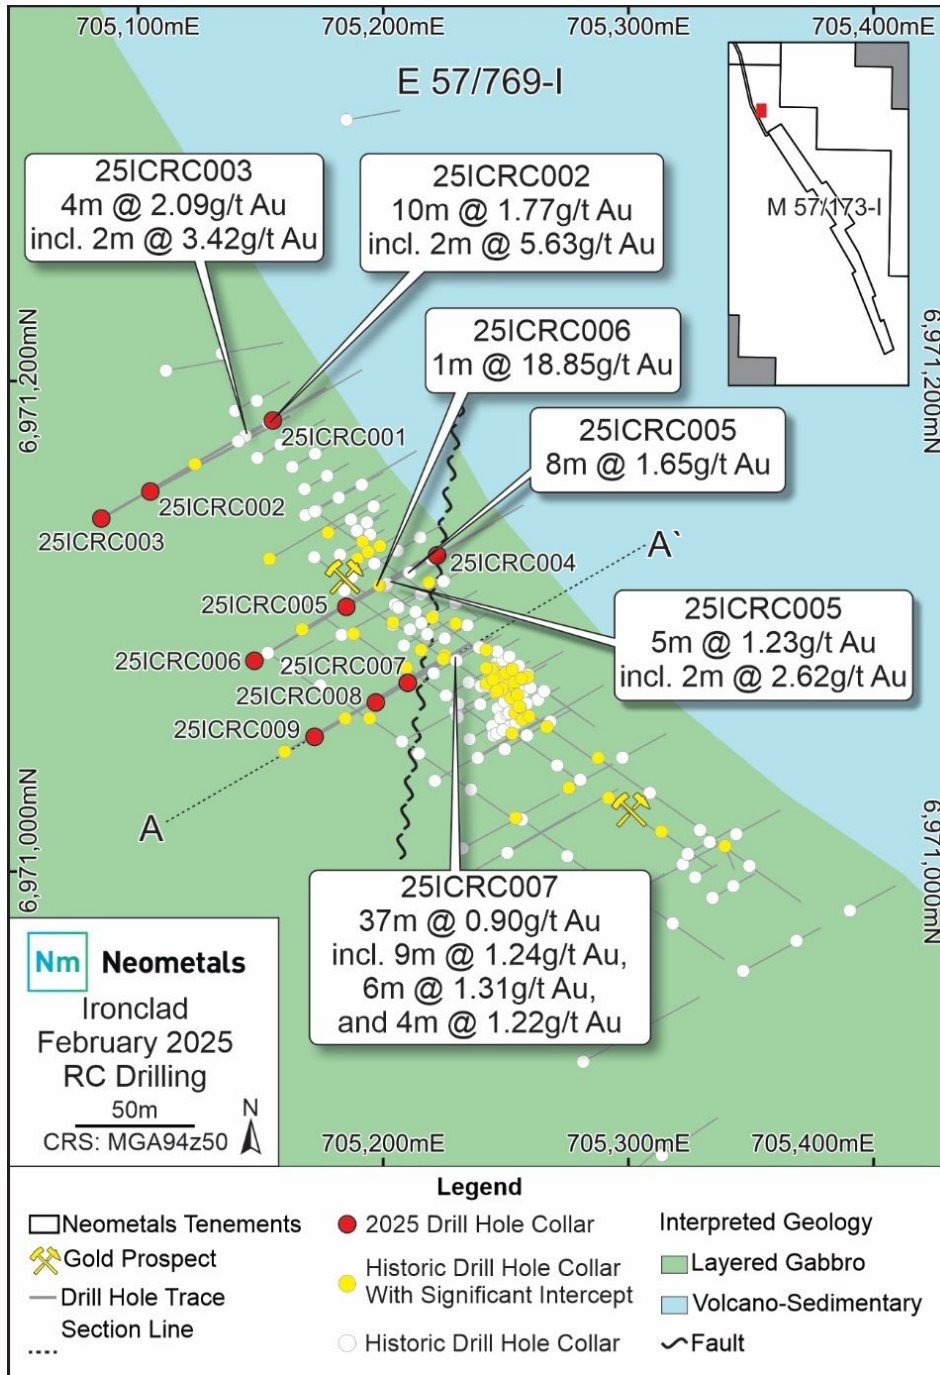 705,100mE
705,200mE
705,300mE
705,400mE
E 57/769-I
M 57/173-I
25ICRC003
4m @ 2.09g/t Au
incl. 2m @ 3.42g/t Au
25ICRC002
10m @ 1.77g/t Au
incl. 2m @ 5.63g/t Au
25ICRC006
1m @ 18.85g/t Au
25ICRC005
8m @ 1.65g/t Au
6,971,200mN
6,971,200mN
25ICRC001
25ICRC002
25ICRC003
A`
25ICRC004
25ICRC005
25ICRC005
5m @ 1.23g/t Au
incl. 2m @ 2.62g/t Au
25ICRC006
25ICRC007
25ICRC008
25ICRC009
A
6,971,000mN
6,971,000mN
25ICRC007
37m @ 0.90g/t Au
incl. 9m @ 1.24g/t Au,
6m @ 1.31g/t Au,
and 4m @ 1.22g/t Au
Nm Neometals
Ironclad
February 2025
RC Drilling
50m
N
CRS: MGA94z50
705,200mE
705,300mE
705,400mE
Legend
Neometals Tenements
Gold Prospect
Drill Hole Trace
Section Line
2025 Drill Hole Collar
Historic Drill Hole Collar
With Significant Intercept
Historic Drill Hole Collar
Interpreted Geology
Layered Gabbro
Volcano-Sedimentary
Fault